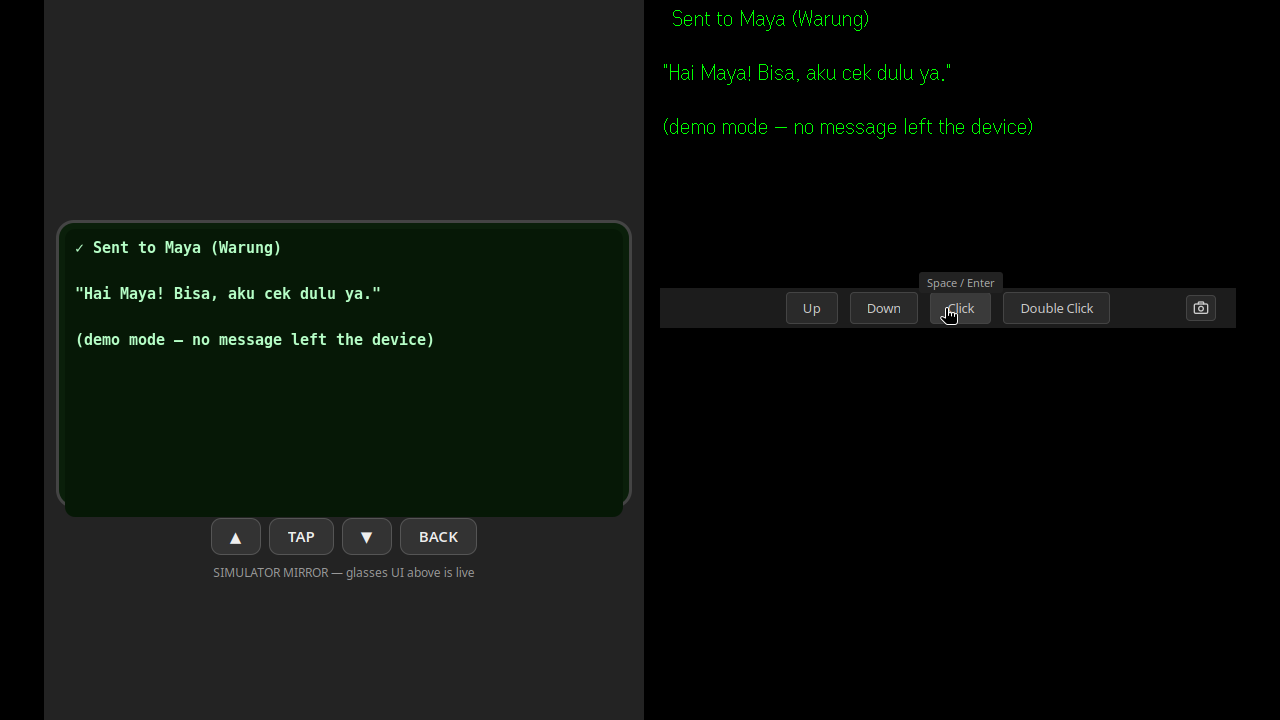 ✓ Sent to Maya (Warung)
"Hai Maya! Bisa, aku cek dulu ya."
(demo mode — no message left the device)
▲ TAP ▼ BACK
SIMULATOR MIRROR — glasses UI above is live
Sent to Maya (Warung)
"Hai Maya! Bisa, aku cek dulu ya."
(demo mode — no message left the device)
Space / Enter
Up Down Click Double Click